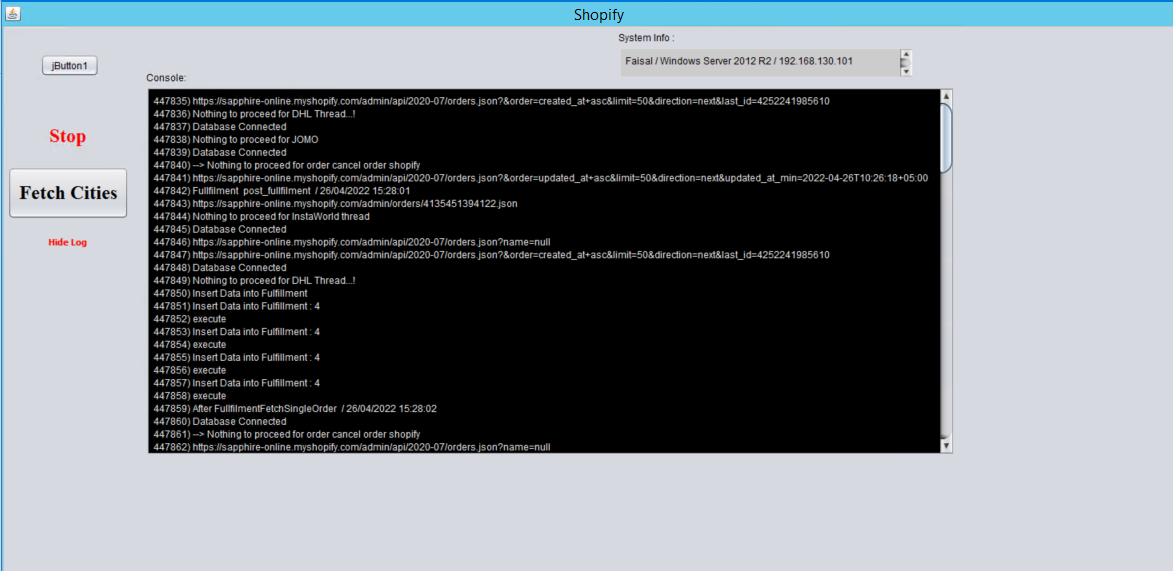 Shopify
System Info :
jButton1
Faisal / Windows Server 2012 R2 / 192.168.130.101
Console:
447835) https://sapphire-online.myshopify.com/admin/api/2020-07/orders.json?&order=created_at+asc&limit=50&direction=next&last_id=4252241985610
447836) Nothing to proceed for DHL Thread...!
447837) Database Connected
447838) Nothing to proceed for JOMO
447839) Database Connected
447840) --> Nothing to proceed for order cancel order shopify
447841) https://sapphire-online.myshopify.com/admin/api/2020-07/orders.json?&order=updated_at+asc&limit=50&direction=next&updated_at_min=2022-04-26T10:26:18+05:00
447842) Fullfilment post_fullfilment / 26/04/2022 15:28:01
447843) https://sapphire-online.myshopify.com/admin/orders/4135451394122.json
447844) Nothing to proceed for InstaWorld thread
447845) Database Connected
447846) https://sapphire-online.myshopify.com/admin/api/2020-07/orders.json?name=null
447847) https://sapphire-online.myshopify.com/admin/api/2020-07/orders.json?&order=created_at+asc&limit=50&direction=next&last_id=4252241985610
447848) Database Connected
447849) Nothing to proceed for DHL Thread...!
447850) Insert Data into Fulfillment
447851) Insert Data into Fulfillment : 4
447852) execute
447853) Insert Data into Fulfillment : 4
447854) execute
447855) Insert Data into Fulfillment : 4
447856) execute
447857) Insert Data into Fulfillment : 4
447858) execute
447859) After FullfilmentFetchSingleOrder / 26/04/2022 15:28:02
447860) Database Connected
447861) --> Nothing to proceed for order cancel order shopify
447862) https://sapphire-online.myshopify.com/admin/api/2020-07/orders.json?name=null
Stop
Fetch Cities
Hide Log